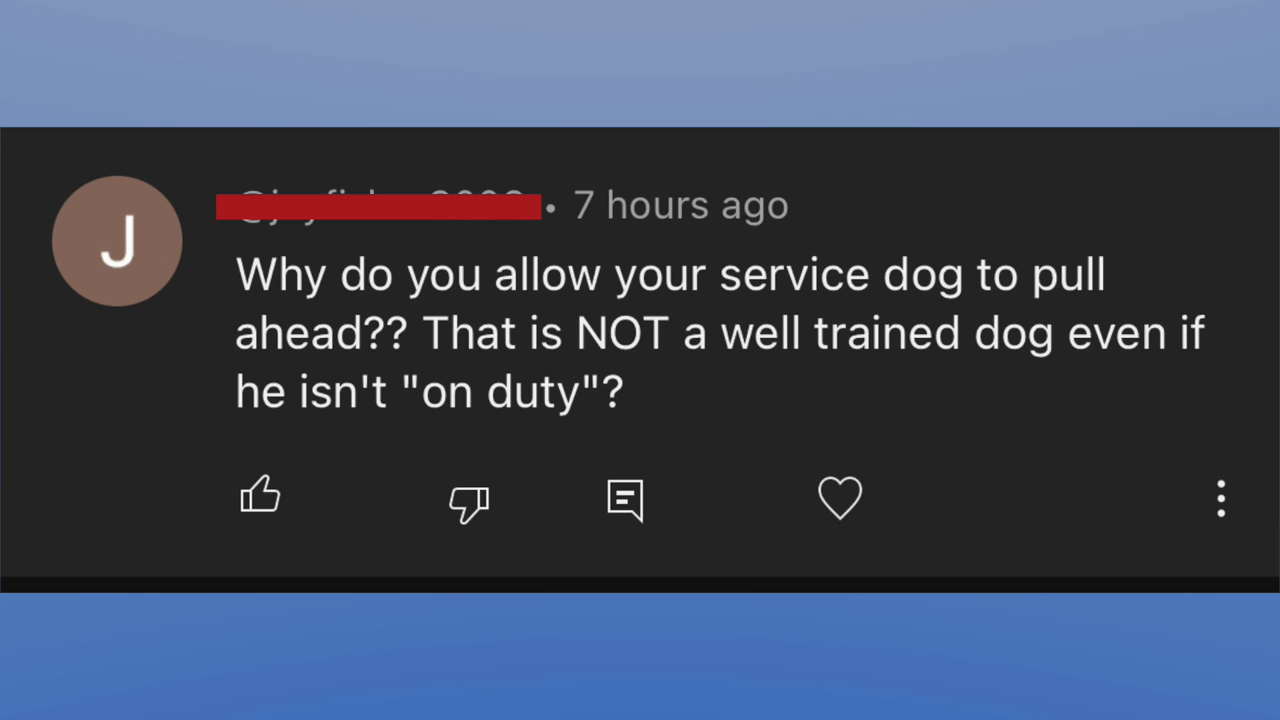 J
• 7 hours ago
Why do you allow your service dog to pull
ahead?? That is NOT a well trained dog even if
he isn't "on duty"?